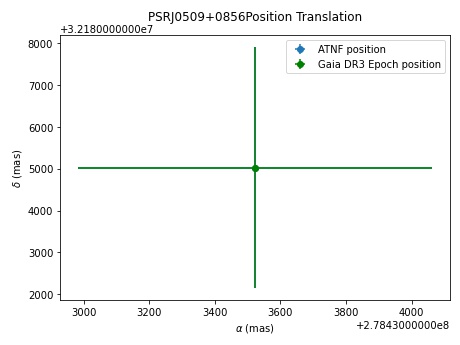 PSRJ0509+0856Position Translation
+3.2180000000e7
8000
7000
6000
5000
4000
3000
2000
δ (mas)
ATNF position
Gaia DR3 Epoch position
3000 3200 3400 3600 3800 4000
+2.7843000000e8
α (mas)